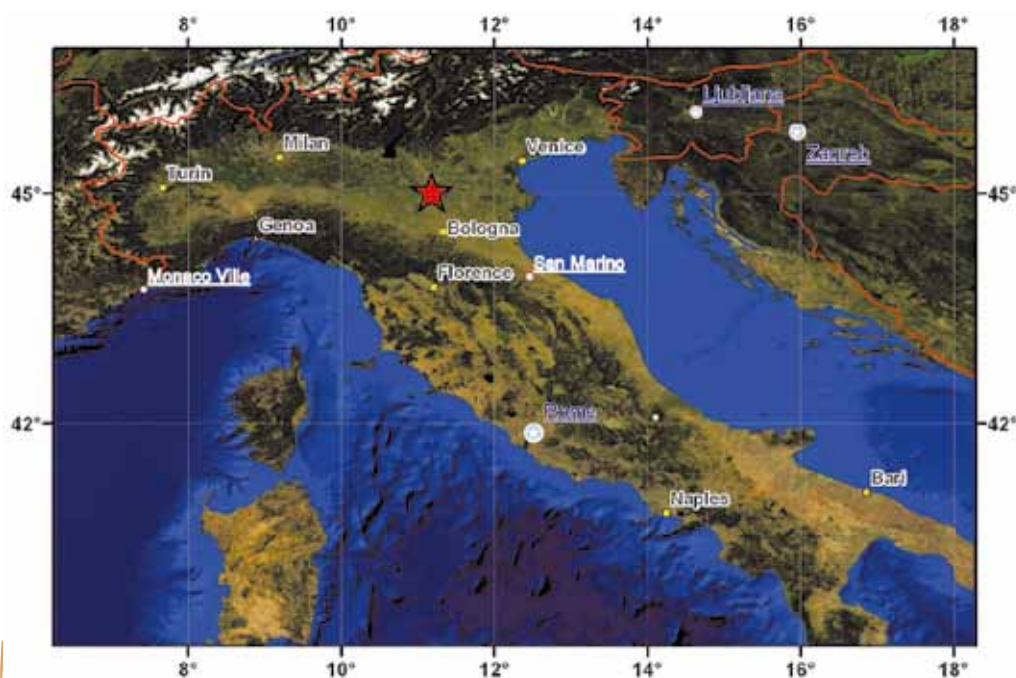 8° 10° 12° 14° 16° 18°
Ljubljana
Milan
Venice
Zagreb
Turin
45° 45°
Genoa
Bologna
Florence
San Marino
Monaco Ville
42° 42°
Rome
Bari
Naples
8° 10° 12° 14° 16° 18°